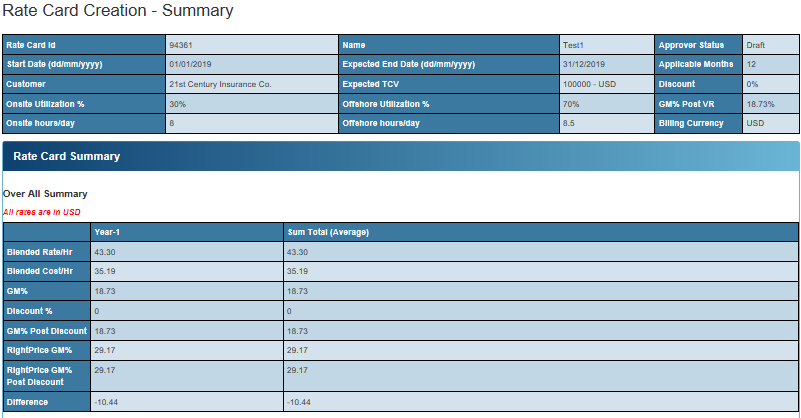 Rate Card Creation - Summary
Rate Card Id 94361 Name Test1 Approver Status Draft
Start Date (dd/mm/yyyy) 01/01/2019 Expected End Date (dd/mm/yyyy) 31/12/2019 Applicable Months 12
Customer 21st Century Insurance Co. Expected TCV 100000 - USD Discount 0%
Onsite Utilization % 30% Offshore Utilization % 70% GM% Post VR 18.73%
Onsite hours/day 8 Offshore hours/day 8.5 Billing Currency USD
Rate Card Summary
Over All Summary
All rates are in USD
Year-1 Sum Total (Average)
Blended Rate/Hr 43.30 43.30
Blended Cost/Hr 35.19 35.19
GM% 18.73 18.73
Discount % 0 0
GM% Post Discount 18.73 18.73
RightPrice GM% 29.17 29.17
RightPrice GM% 29.17 29.17
Post Discount
Difference -10.44 -10.44